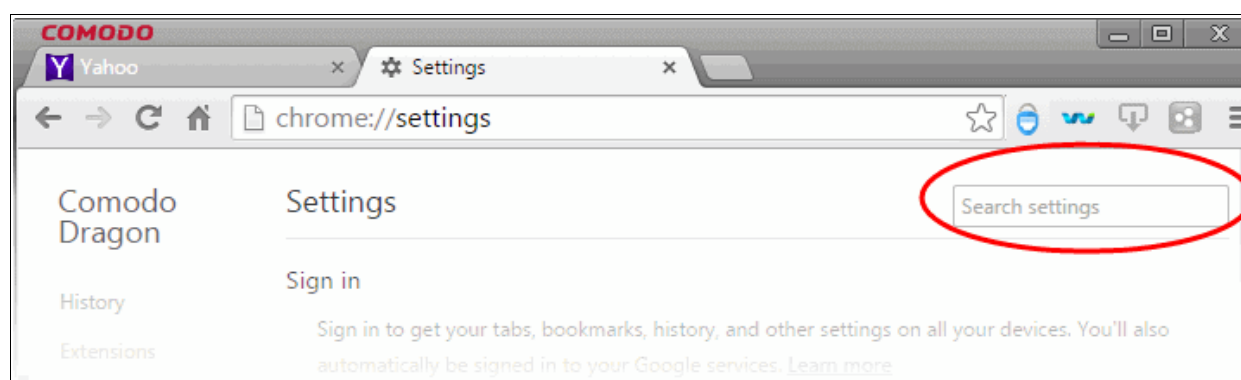 COMODO
Yahoo
Settings
chrome://settings
Comodo
Dragon
Settings
Search settings
Sign in
History
Sign in to get your tabs, bookmarks, history, and other settings on all your devices. You'll also
Extensions
automatically be signed in to your Google services. Learn more